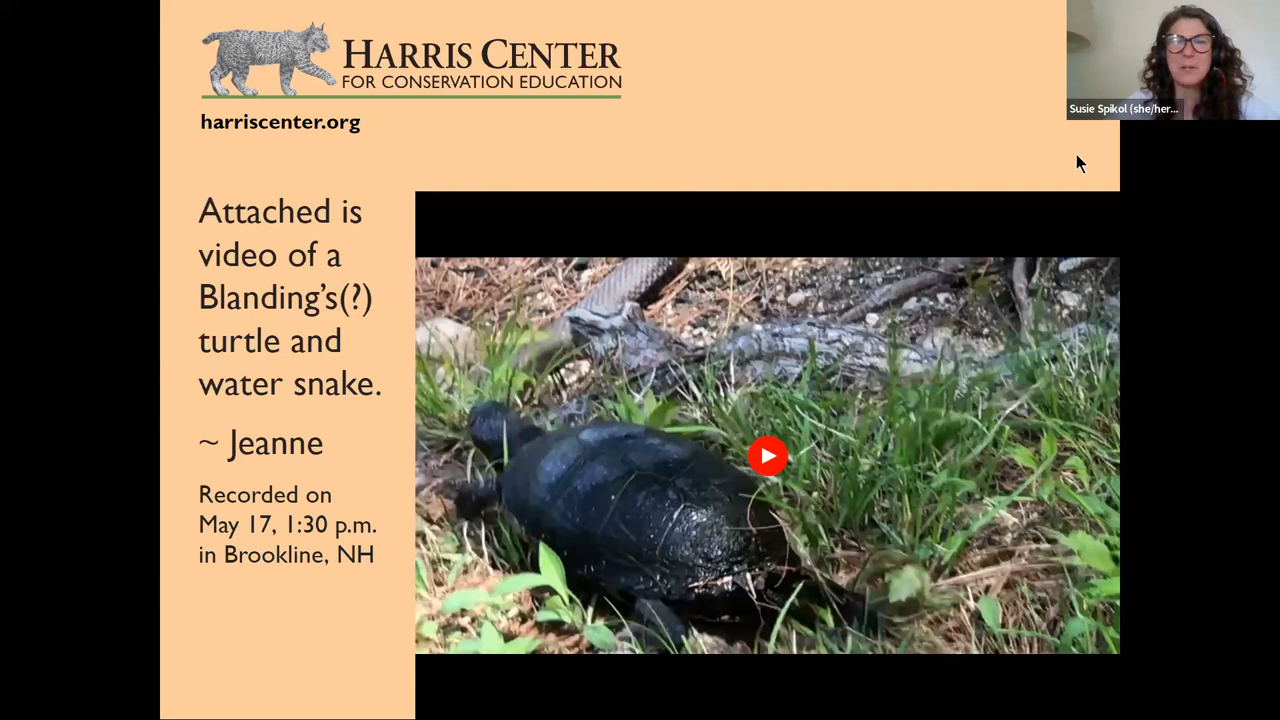 HARRIS CENTER
FOR CONSERVATION EDUCATION
harriscenter.org
Susie Spikol (she/her...
Attached is
video of a
Blanding's(?)
turtle and
water snake.
~ Jeanne
Recorded on
May 17, 1:30 p.m.
in Brookline, NH